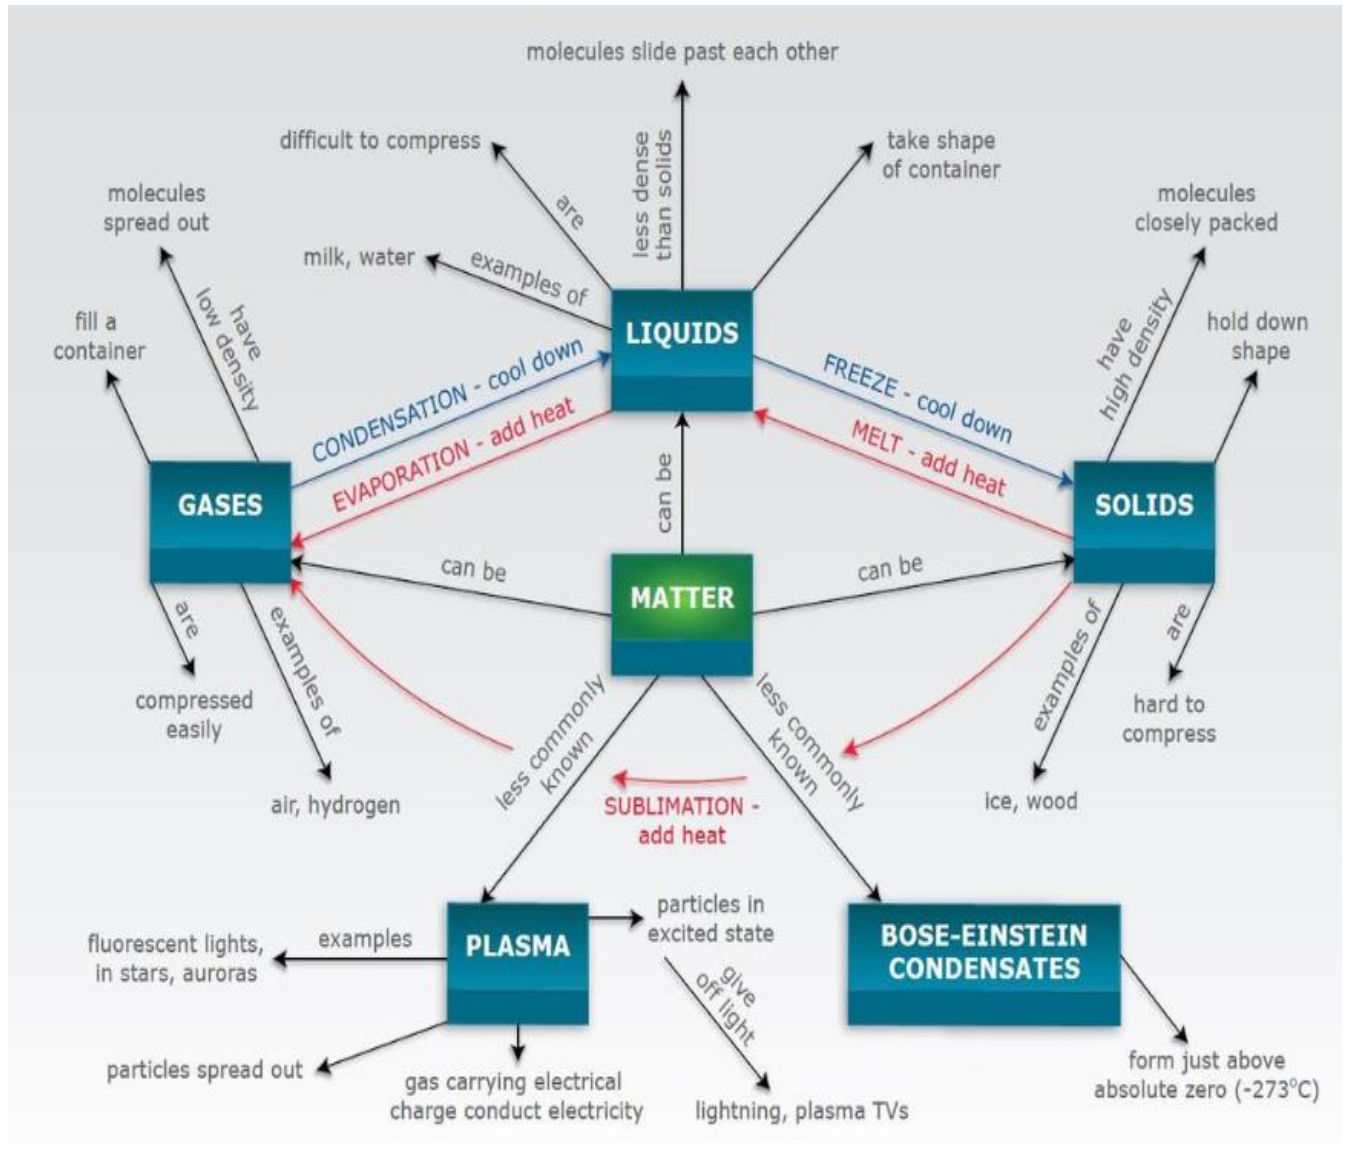 molecules slide past each other
difficult to compress
are
less dense
than solids
take shape
of container
molecules
spread out
have
low density
milk, water
examples of
molecules
closely packed
have
high density
fill a
container
hold down
shape
LIQUIDS
CONDENSATION - cool down
EVAPORATION - add heat
FREEZE - cool down
MELT - add heat
GASES
SOLIDS
can be
can be
can be
MATTER
are
compressed
easily
examples of
air, hydrogen
less commonly
known
less commonly
known
examples of
ice, wood
are
hard to
compress
SUBLIMATION -
add heat
PLASMA
examples
fluorescent lights,
in stars, auroras
particles in
excited state
give
off light
lightning, plasma TVs
particles spread out
gas carrying electrical
charge conduct electricity
BOSE-EINSTEIN
CONDENSATES
form just above
absolute zero (-273°C)